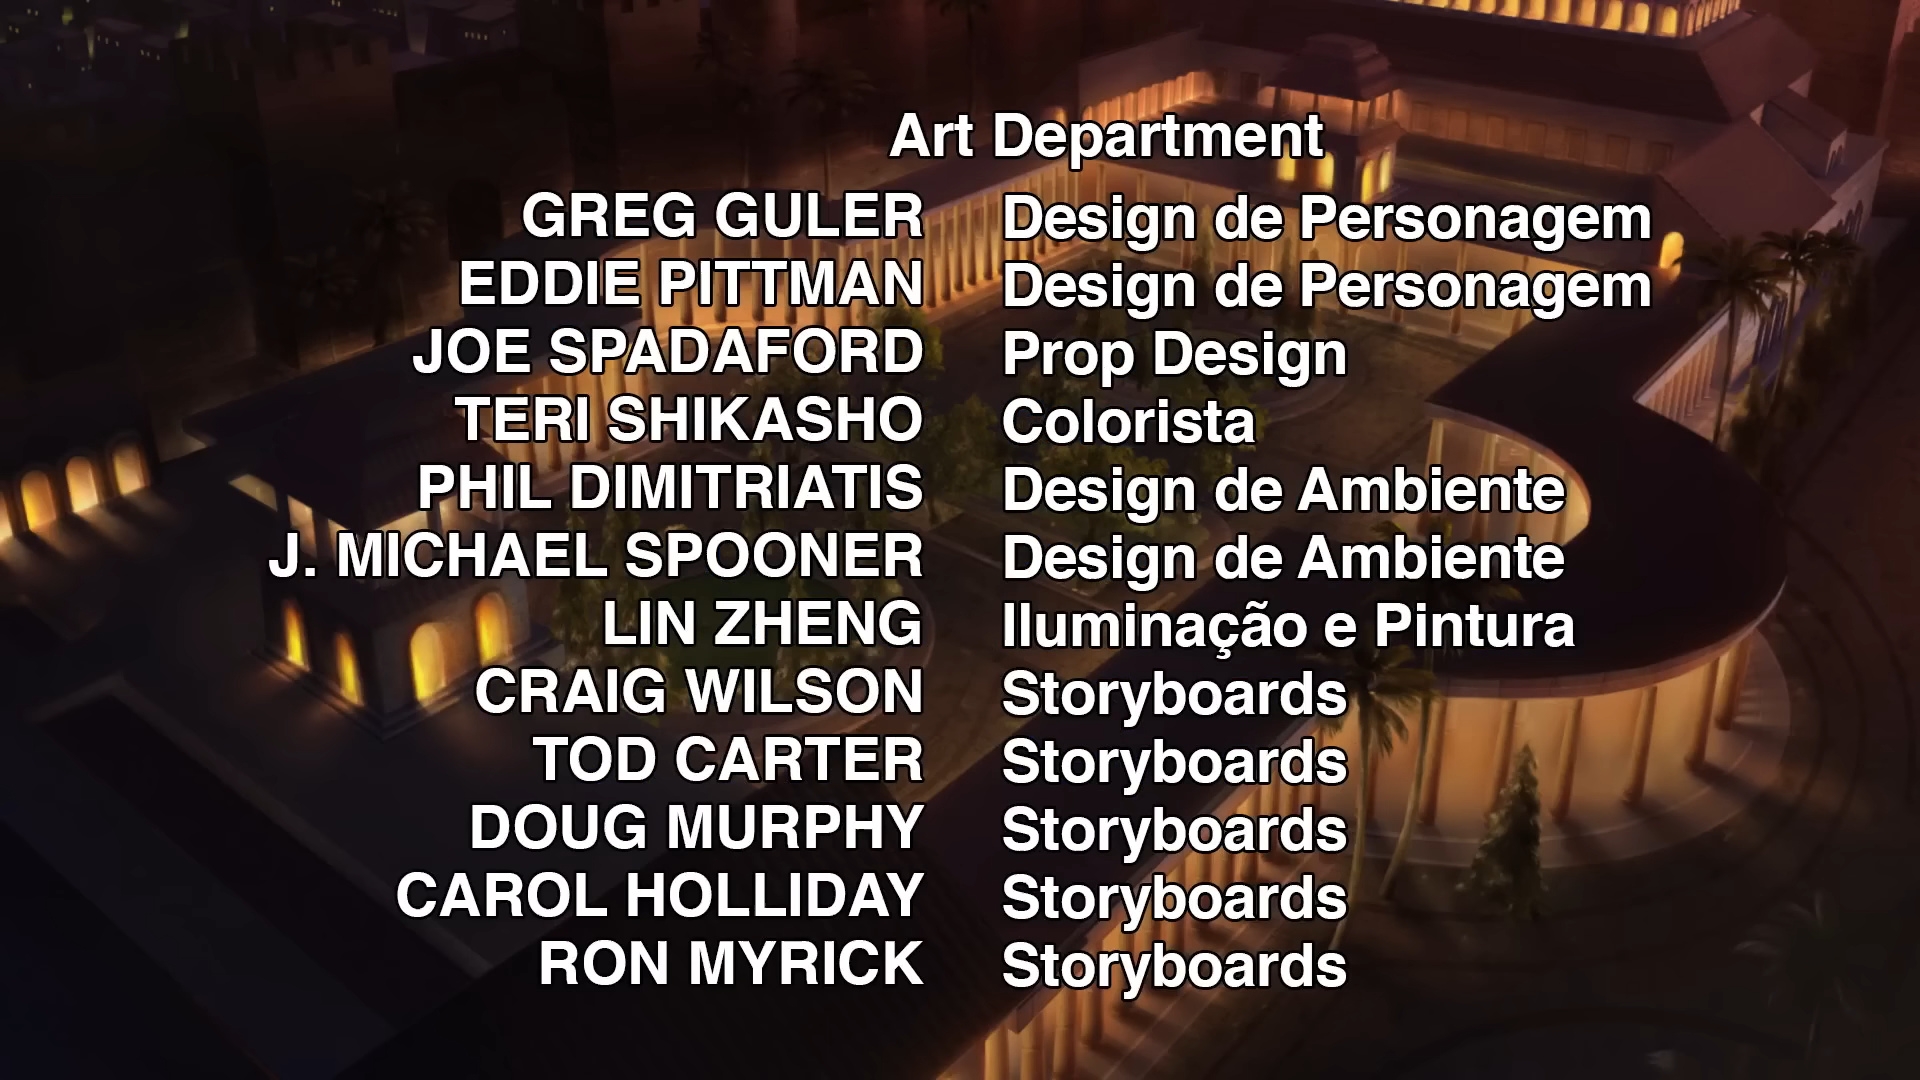 Art Department
GREG GULER Design de Personagem
EDDIE PITTMAN Design de Personagem
JOE SPADAFORD Prop Design
TERI SHIKASHO Colorista
PHIL DIMITRIATIS Design de Ambiente
J. MICHAEL SPOONER Design de Ambiente
LIN ZHENG Iluminação e Pintura
CRAIG WILSON Storyboards
TOD CARTER Storyboards
DOUG MURPHY Storyboards
CAROL HOLLIDAY Storyboards
RON MYRICK Storyboards